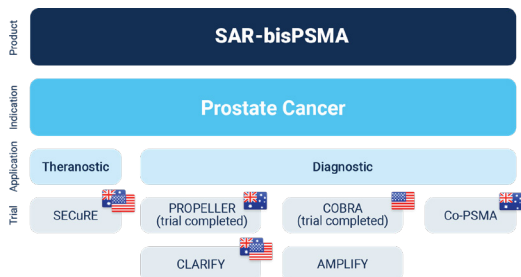 Product
SAR-bisPSMA
Indication
Prostate Cancer
Application
Theranostic
Diagnostic
Trial
SECuRE
PROPELLER
(trial completed)
COBRA
(trial completed)
Co-PSMA
CLARIFY
AMPLIFY